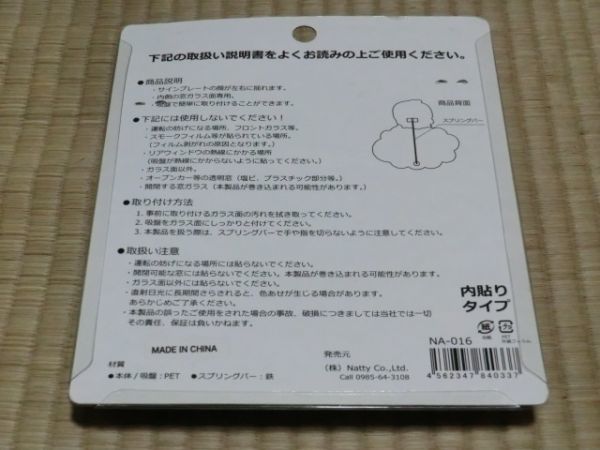 下記の取扱い説明書をよくお読みの上ご使用ください。
●商品説明
・サインプレートの顔が左右に揺れます。
・内側の窓ガラス面専用。
・吸盤で簡単に取り付けることができます。
●下記には使用しないでください!
・運転の妨げになる場所、フロントガラス等。
・スモークフィルム等が貼られている場所。
(フィルム剥がれの原因となります。)
・リアウィンドウの熱線にかかる場所
(吸盤が熱線にかからないように貼ってください。)
・ガラス面以外。
・オープンカー等の透明窓(塩ビ、プラスチック部分等。)
・開閉する窓ガラス(本製品が巻き込まれる可能性があります。)
商品背面
スプリングバー
●取り付け方法
1. 事前に取り付けるガラス面の汚れを拭き取ってください。
2. 吸盤をガラス面にしっかりと付けてください。
3. 本製品を扱う際は、スプリングバーで手や指を切らないように注意してください。
●取扱い注意
・運転の妨げになる場所には貼らないでください。
・開閉可能な窓には貼らないでください。本製品が巻き込まれる可能性があります。
・ガラス面以外には貼らないでください。
・直射日光に長期間さらされると、色あせが生じる場合があります。
あらかじめご了承ください。
・本製品の誤ったご使用をされた場合の事故、破損につきましては当社では一切
その責任、保証は負いかねます。
内貼り
タイプ
紙
プラ
NA-016
MADE IN CHINA
材質
●本体/吸盤:PET ●スプリングバー:鉄
発売元
(株) Natty Co.,Ltd.
Call 0985-64-3108
4 562347 840337